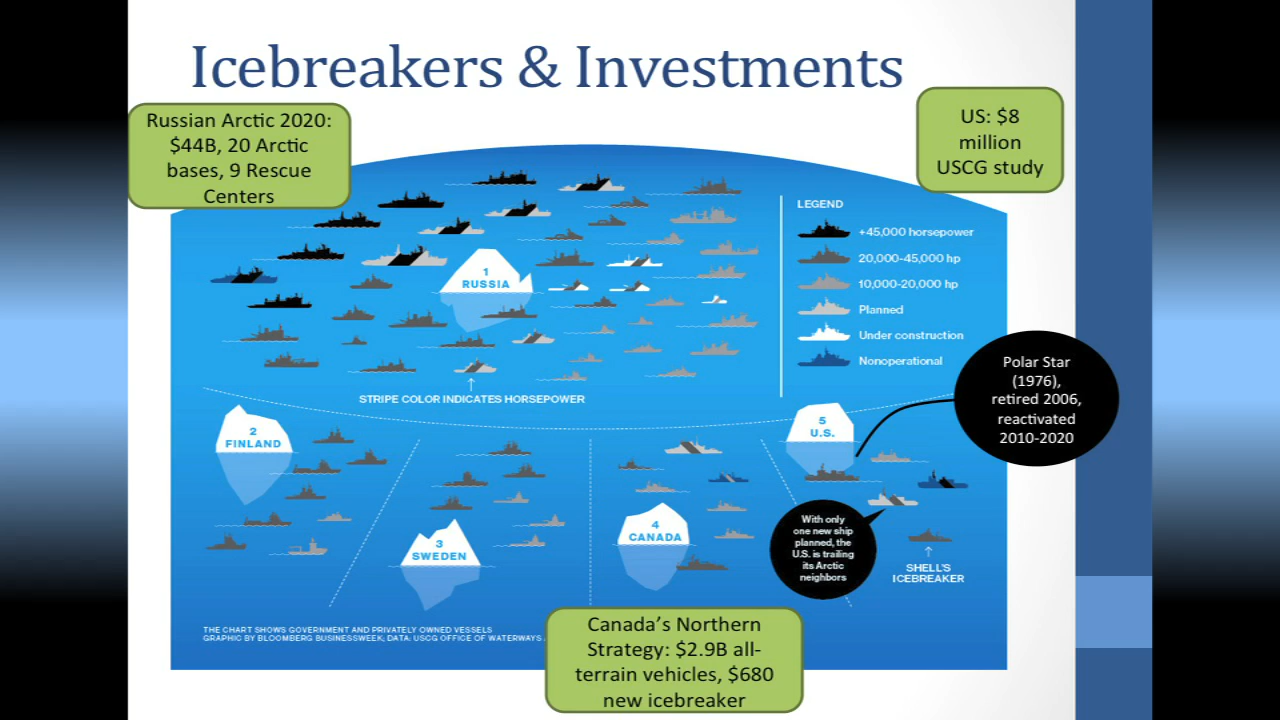 Icebreakers & Investments
Russian Arctic 2020:
$44B, 20 Arctic
bases, 9 Rescue
Centers
US: $8
million
USCG study
LEGEND
+45,000 horsepower
20,000-45,000 hp
10,000-20,000 hp
Planned
Under construction
Nonoperational
1
RUSSIA
STRIPE COLOR INDICATES HORSEPOWER
Polar Star
(1976),
retired 2006,
reactivated
2010-2020
2
FINLAND
3
SWEDEN
4
CANADA
5
U.S.
With only
one new ship
planned, the
U.S. is trailing
its Arctic
neighbors
SHELL'S
ICEBREAKER
THE CHART SHOWS GOVERNMENT AND PRIVATELY OWNED VESSELS
GRAPHIC BY BLOOMBERG BUSINESSWEEK; DATA: USCG OFFICE OF WATERWAYS
Canada's Northern
Strategy: $2.9B all-
terrain vehicles, $680
new icebreaker